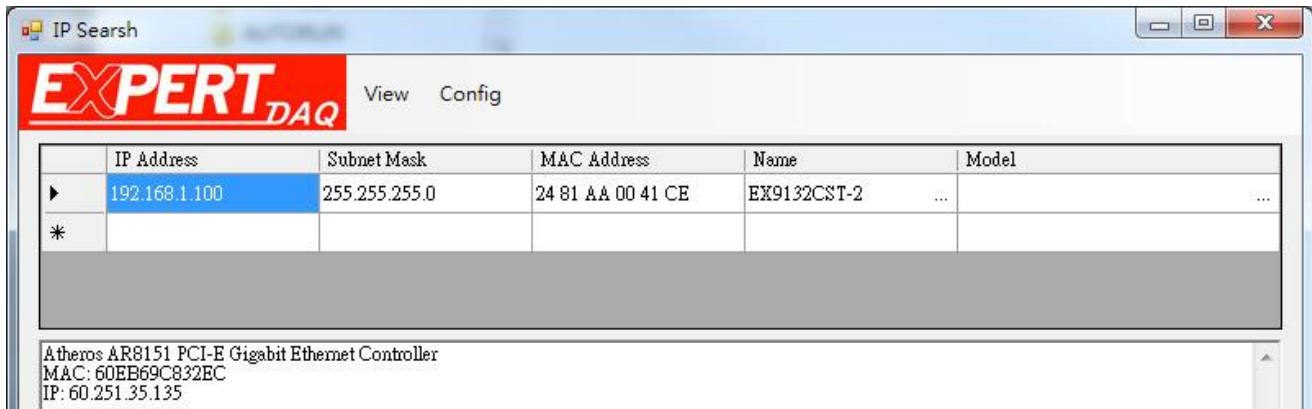 IP Searsh
EXPERT DAQ View Config
IP Address Subnet Mask MAC Address Name Model
192.168.1.100 255.255.255.0 24 81 AA 00 41 CE EX9132CST-2 ... ...
Atheros AR8151 PCI-E Gigabit Ethernet Controller
MAC: 60EB69C832EC
IP: 60.251.35.135